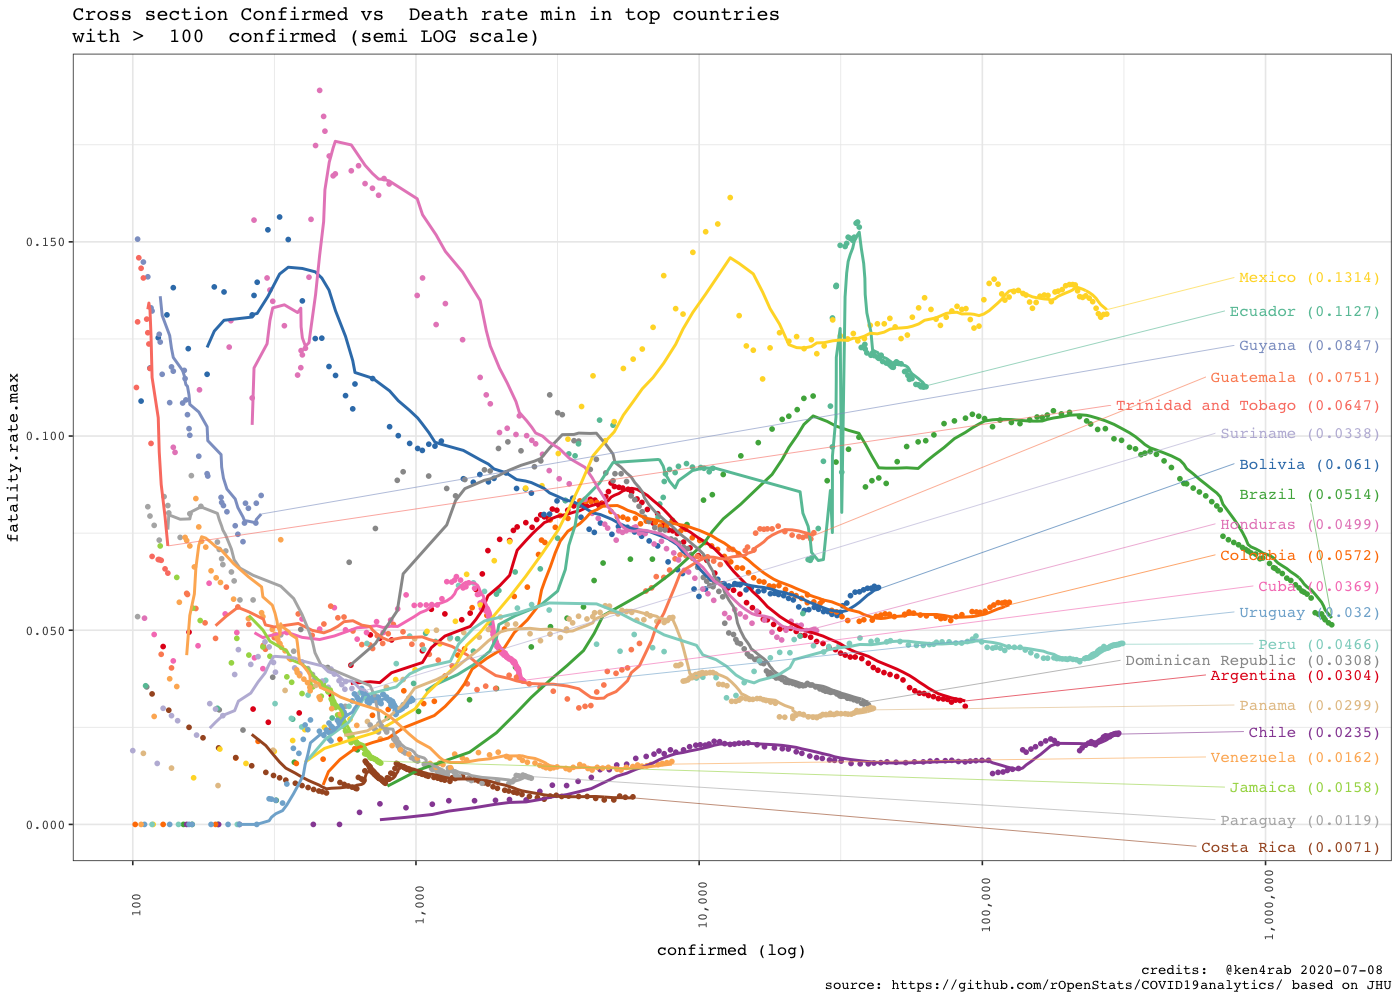 Cross section Confirmed vs  Death rate min in top countries
with >  100  confirmed (semi LOG scale)
fatality.rate.max
0.150
0.100
0.050
0.000
Mexico (0.1314)
Ecuador (0.1127)
Guyana (0.0847)
Guatemala (0.0751)
Trinidad and Tobago (0.0647)
Suriname (0.0338)
Bolivia (0.061)
Brazil (0.0514)
Honduras (0.0499)
Colombia (0.0572)
Cuba (0.0369)
Uruguay (0.032)
Peru (0.0466)
Dominican Republic (0.0308)
Argentina (0.0304)
Panama (0.0299)
Chile (0.0235)
Venezuela (0.0162)
Jamaica (0.0158)
Paraguay (0.0119)
Costa Rica (0.0071)
100
1,000
10,000
100,000
1,000,000
confirmed (log)
credits:  @ken4rab 2020-07-08
source: https://github.com/rOpenStats/COVID19analytics/ based on JHU